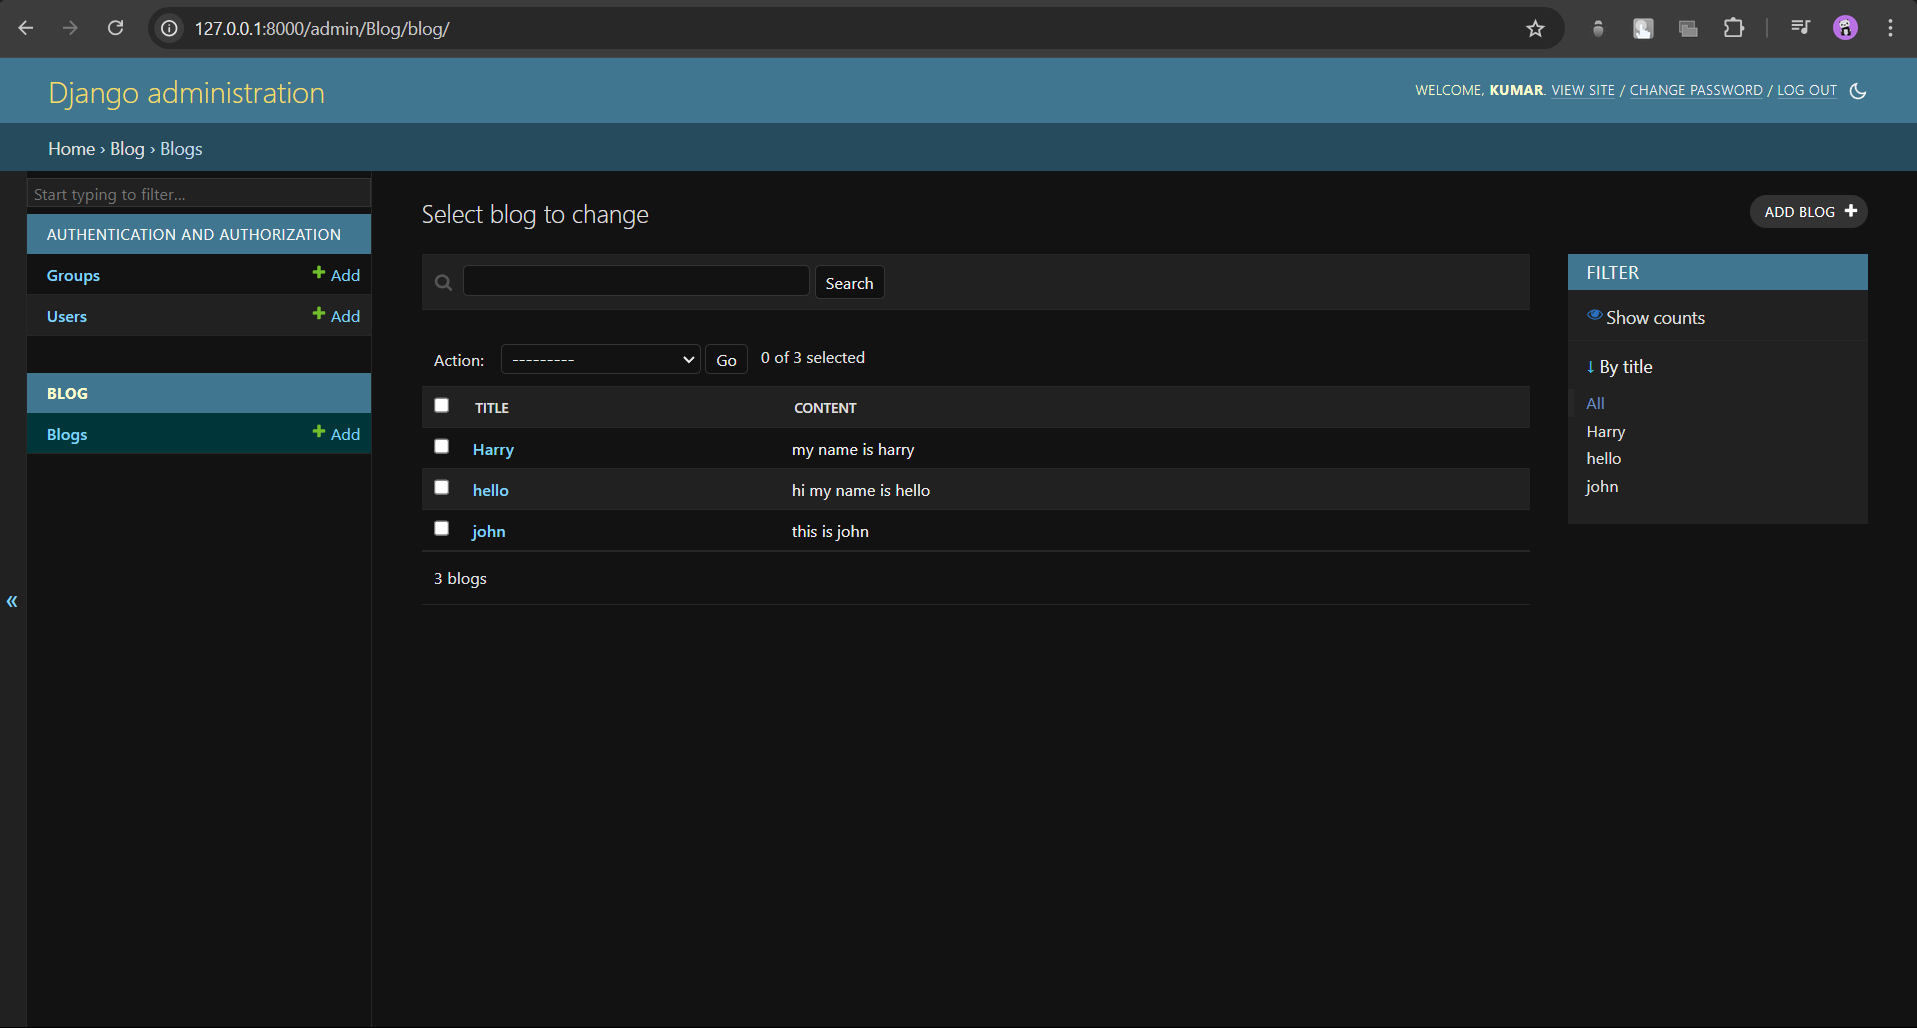 127.0.0.1:8000/admin/Blog/blog/
Django administration
WELCOME, KUMAR. VIEW SITE / CHANGE PASSWORD / LOG OUT
Home › Blog › Blogs
Start typing to filter...
AUTHENTICATION AND AUTHORIZATION
Groups + Add
Users + Add
BLOG
Blogs + Add
«
Select blog to change
ADD BLOG +
Search
Action: --------- Go 0 of 3 selected
TITLE CONTENT
Harry my name is harry
hello hi my name is hello
john this is john
3 blogs
FILTER
Show counts
↓ By title
All
Harry
hello
john